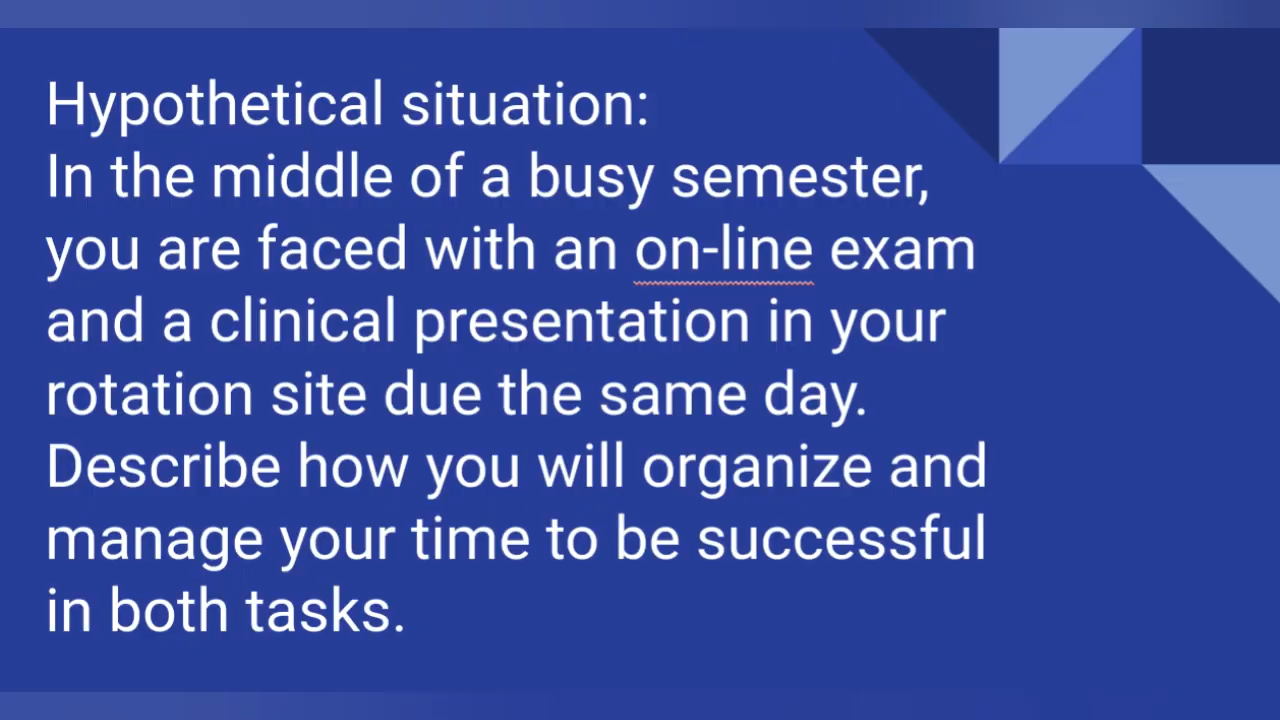 Hypothetical situation:
In the middle of a busy semester,
you are faced with an on-line exam
and a clinical presentation in your
rotation site due the same day.
Describe how you will organize and
manage your time to be successful
in both tasks.